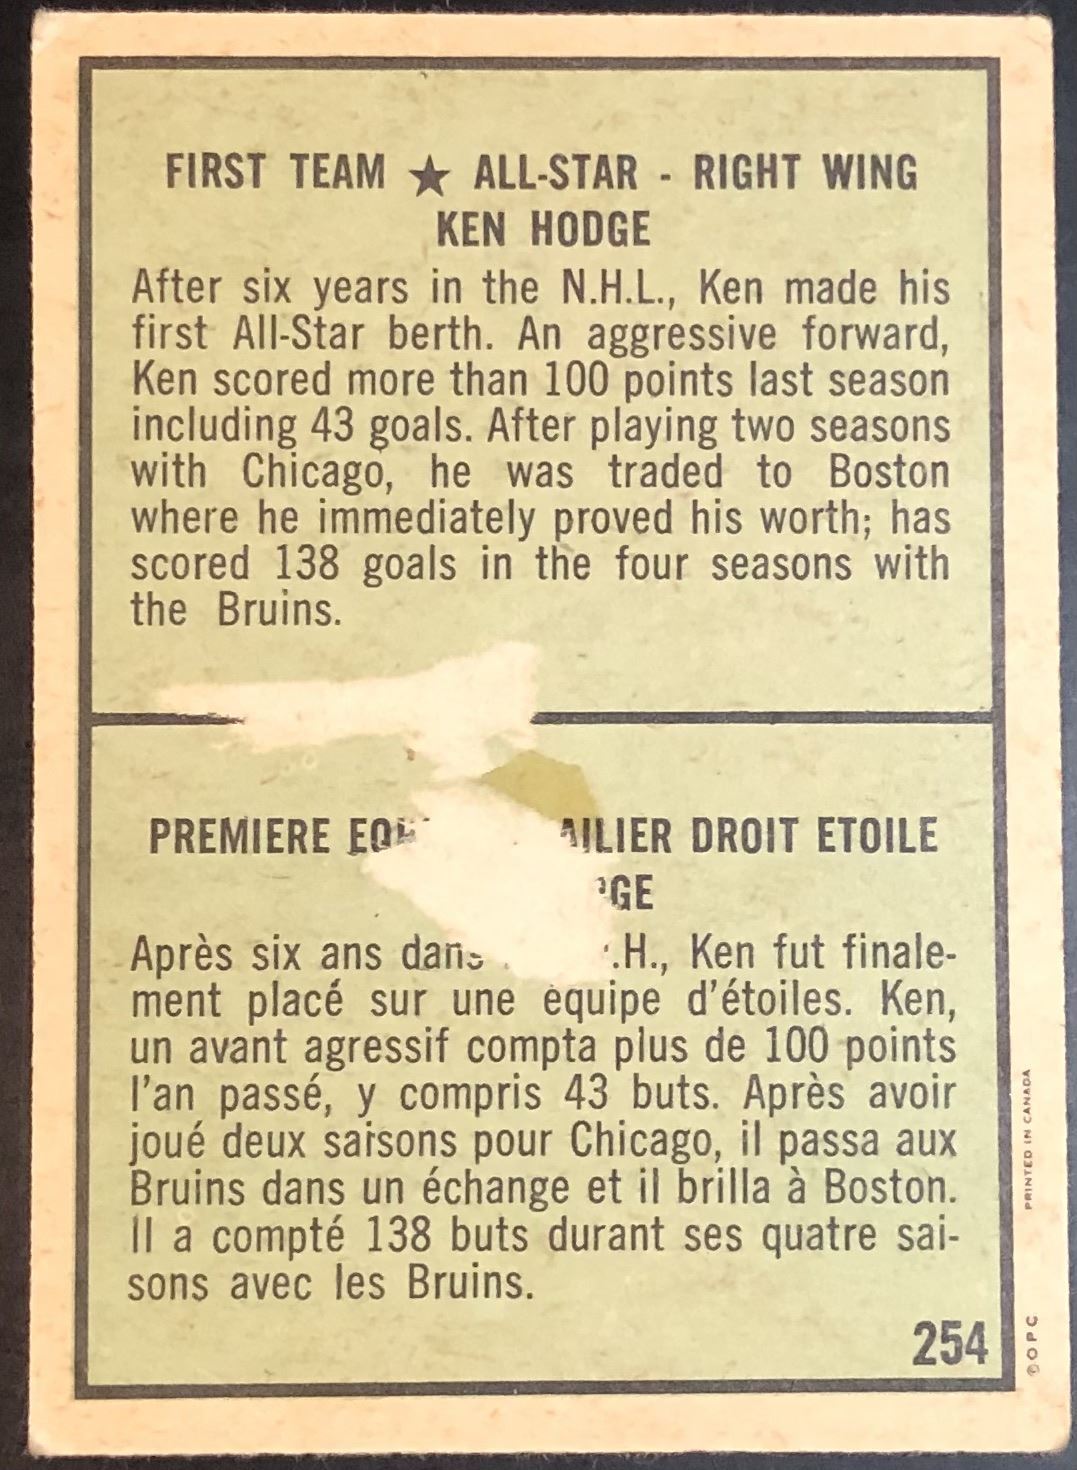 FIRST TEAM ★ ALL-STAR - RIGHT WING
KEN HODGE
After six years in the N.H.L., Ken made his
first All-Star berth. An aggressive forward,
Ken scored more than 100 points last season
including 43 goals. After playing two seasons
with Chicago, he was traded to Boston
where he immediately proved his worth; has
scored 138 goals in the four seasons with
the Bruins.
PREMIERE AILIER DROIT ETOILE
Après six ans dans Ken fut finale-
ment placé sur une équipe d'étoiles. Ken,
un avant agressif compta plus de 100 points
l'an passé, y compris 43 buts. Après avoir
joué deux saisons pour Chicago, il passa aux
Bruins dans un échange et il brilla à Boston.
Il a compté 138 buts durant ses quatre sai-
sons avec les Bruins.
254
©OPC
PRINTED IN CANADA